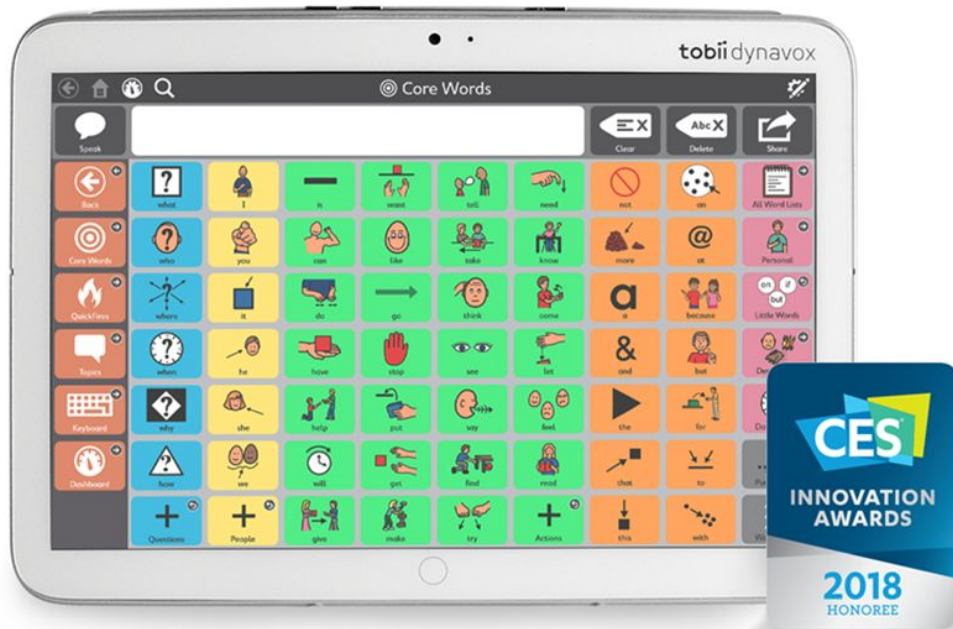 tobii dynavox
Core Words
Speak
Clear
Abc X
Delete
Share
Back
what
I
is
want
tell
need
not
an
All Word Lists
Core Words
who
you
can
like
take
know
more
@
at
Personal
QuickFires
where
it
do
go
think
come
a
a
because
on
if
but
Little Words
Topics
when
he
have
stop
see
let
&
and
but
Keyboard
?
why
she
help
put
say
feel
the
for
Dashboard
?
how
we
will
get
find
read
that
to
Questions
People
give
make
try
Actions
this
with
CES
INNOVATION
AWARDS
2018
HONOREE